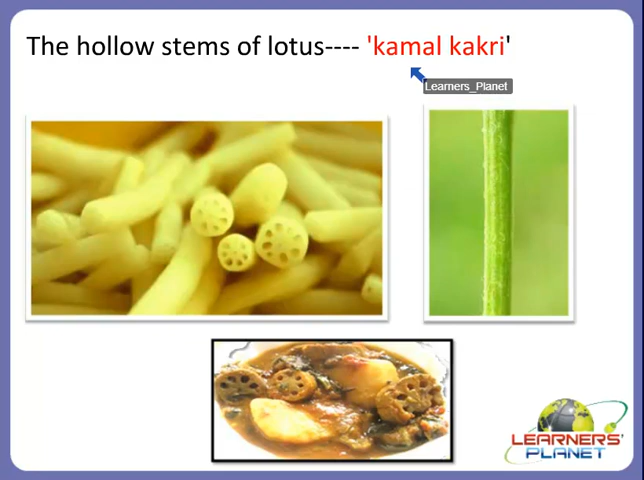 The hollow stems of lotus---- 'kamal kakri'
Learners_Planet
LEARNERS'
PLANET